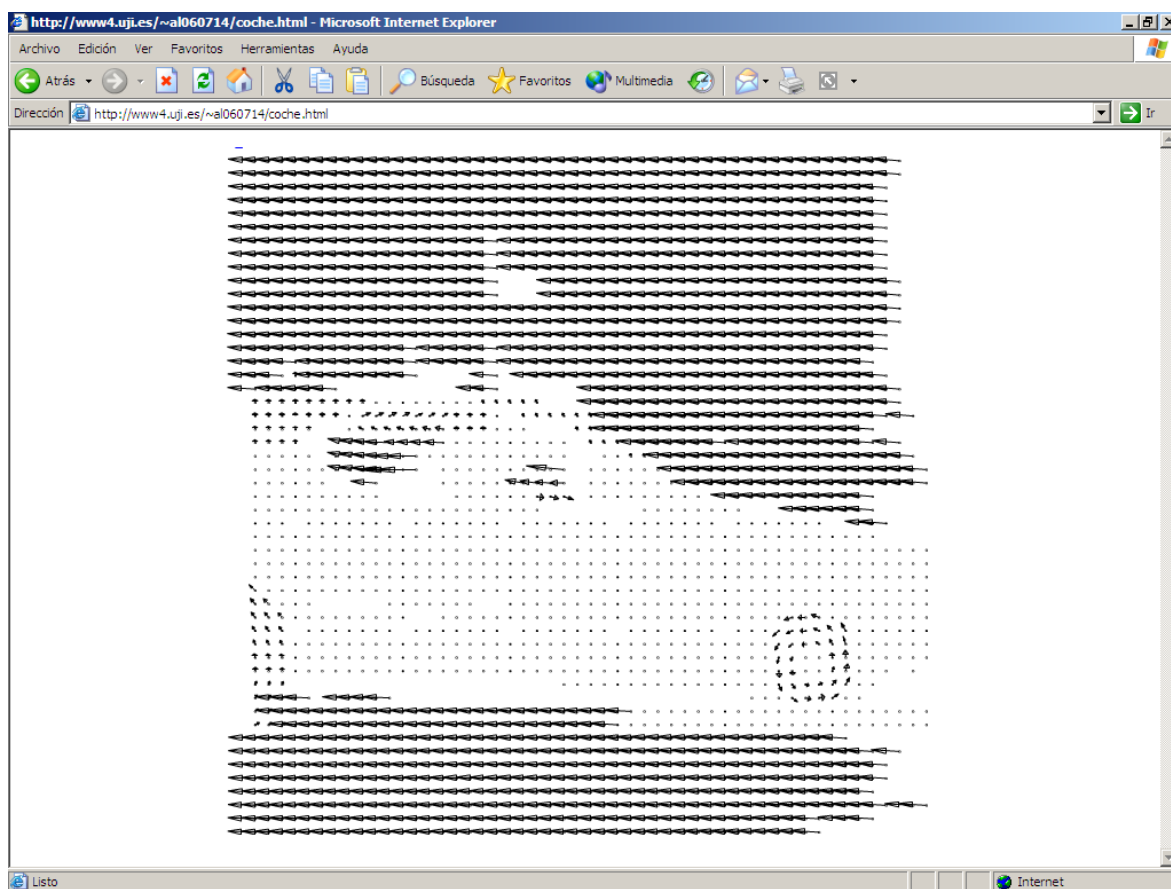 http://www4.uji.es/~al060714/coche.html - Microsoft Internet Explorer
Archivo Edición Ver Favoritos Herramientas Ayuda
Atrás Búsqueda Favoritos Multimedia
Dirección http://www4.uji.es/~al060714/coche.html Ir
Listo Internet